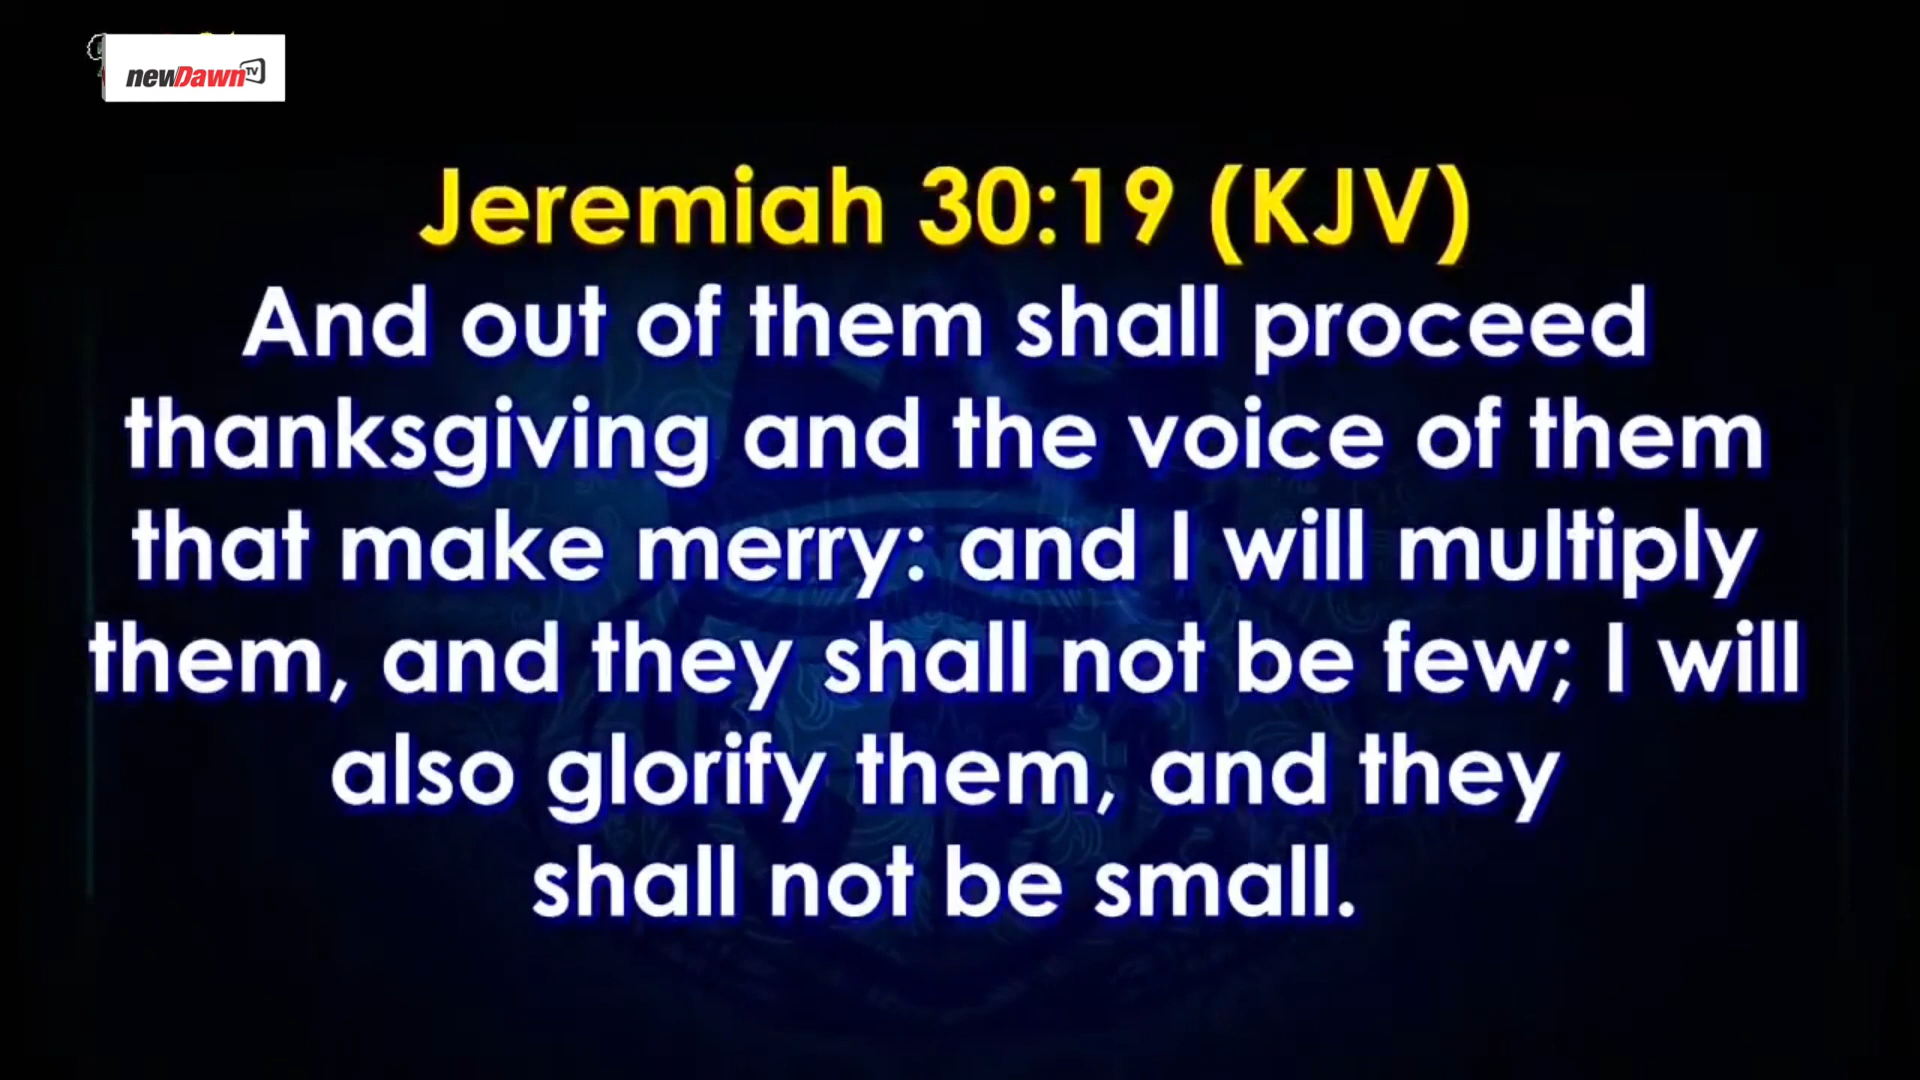 newDawn TV
Jeremiah 30:19 (KJV)
And out of them shall proceed
thanksgiving and the voice of them
that make merry: and I will multiply
them, and they shall not be few; I will
also glorify them, and they
shall not be small.